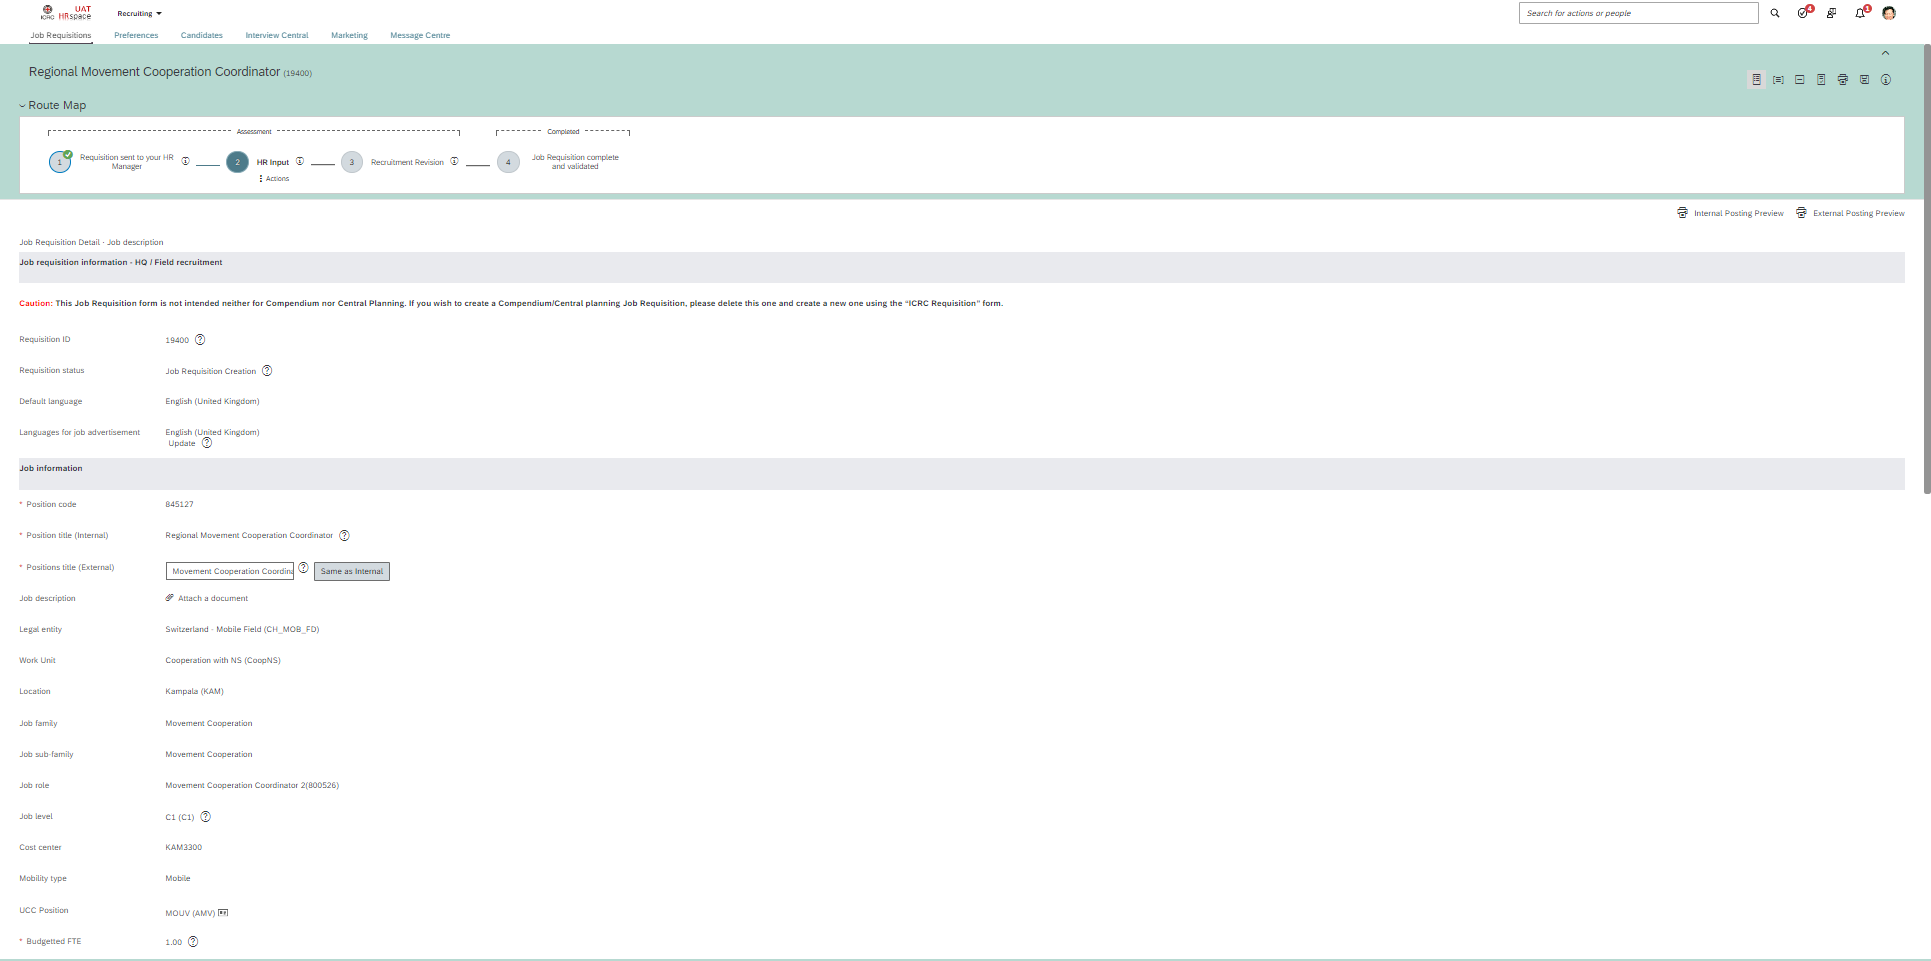 ICRC UAT HRspace
Recruiting
Search for actions or people
4
1
Job Requisitions Preferences Candidates Interview Central Marketing Message Centre
Regional Movement Cooperation Coordinator (19400)
Route Map
Assessment
Completed
1 Requisition sent to your HR Manager
2 HR Input
Actions
3 Recruitment Revision
4 Job Requisition complete and validated
Internal Posting Preview External Posting Preview
Job Requisition Detail - Job description
Job requisition information - HQ / Field recruitment
Caution: This Job Requisition form is not intended neither for Compendium nor Central Planning. If you wish to create a Compendium/Central planning Job Requisition, please delete this one and create a new one using the “ICRC Requisition” form.
Requisition ID 19400 ?
Requisition status Job Requisition Creation ?
Default language English (United Kingdom)
Languages for job advertisement English (United Kingdom)
Update ?
Job information
* Position code 845127
* Position title (Internal) Regional Movement Cooperation Coordinator ?
* Positions title (External) Movement Cooperation Coordina ? Same as Internal
Job description Attach a document
Legal entity Switzerland - Mobile Field (CH_MOB_FD)
Work Unit Cooperation with NS (CoopNS)
Location Kampala (KAM)
Job family Movement Cooperation
Job sub-family Movement Cooperation
Job role Movement Cooperation Coordinator 2(800526)
Job level C1 (C1) ?
Cost center KAM3300
Mobility type Mobile
UCC Position MOUV (AMV)
* Budgetted FTE 1.00 ?